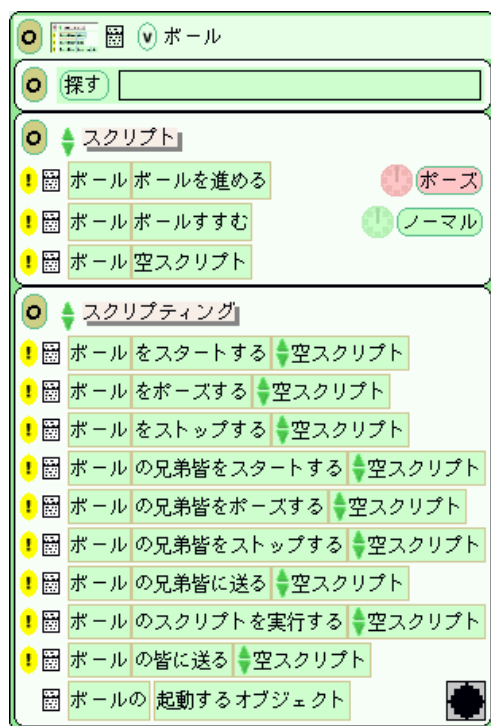 O v ボール
O 探す
O スクリプト
! ボール ボールを進める ポーズ
! ボール ボールすすむ ノーマル
! ボール 空スクリプト
O スクリプティング
! ボール をスタートする 空スクリプト
! ボール をポーズする 空スクリプト
! ボール をストップする 空スクリプト
! ボール の兄弟皆をスタートする 空スクリプト
! ボール の兄弟皆をポーズする 空スクリプト
! ボール の兄弟皆をストップする 空スクリプト
! ボール の兄弟皆に送る 空スクリプト
! ボール のスクリプトを実行する 空スクリプト
! ボール の皆に送る 空スクリプト
ボールの 起動するオブジェクト